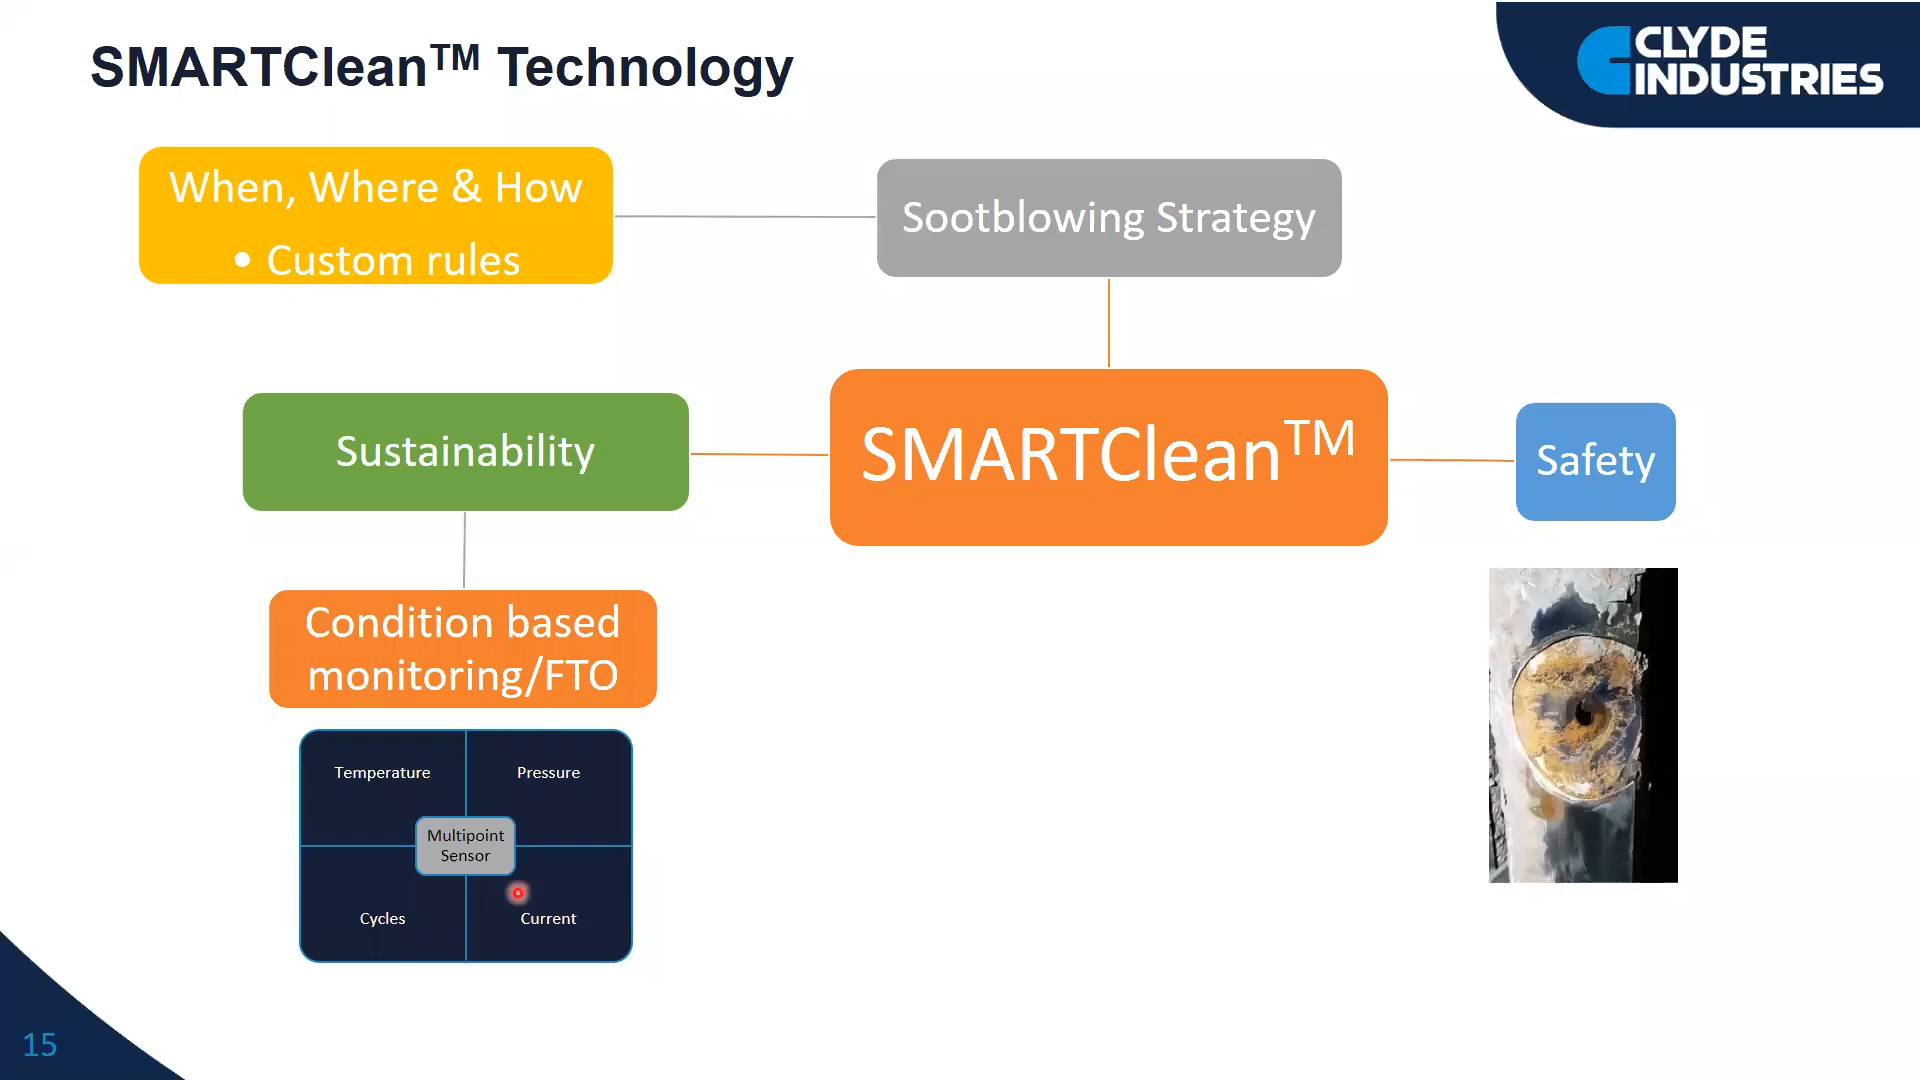 SMARTClean™ Technology
CLYDE
INDUSTRIES
When, Where & How
• Custom rules
Sootblowing Strategy
Sustainability
SMARTClean™
Safety
Condition based
monitoring/FTO
Temperature
Pressure
Multipoint
Sensor
Cycles
Current
15